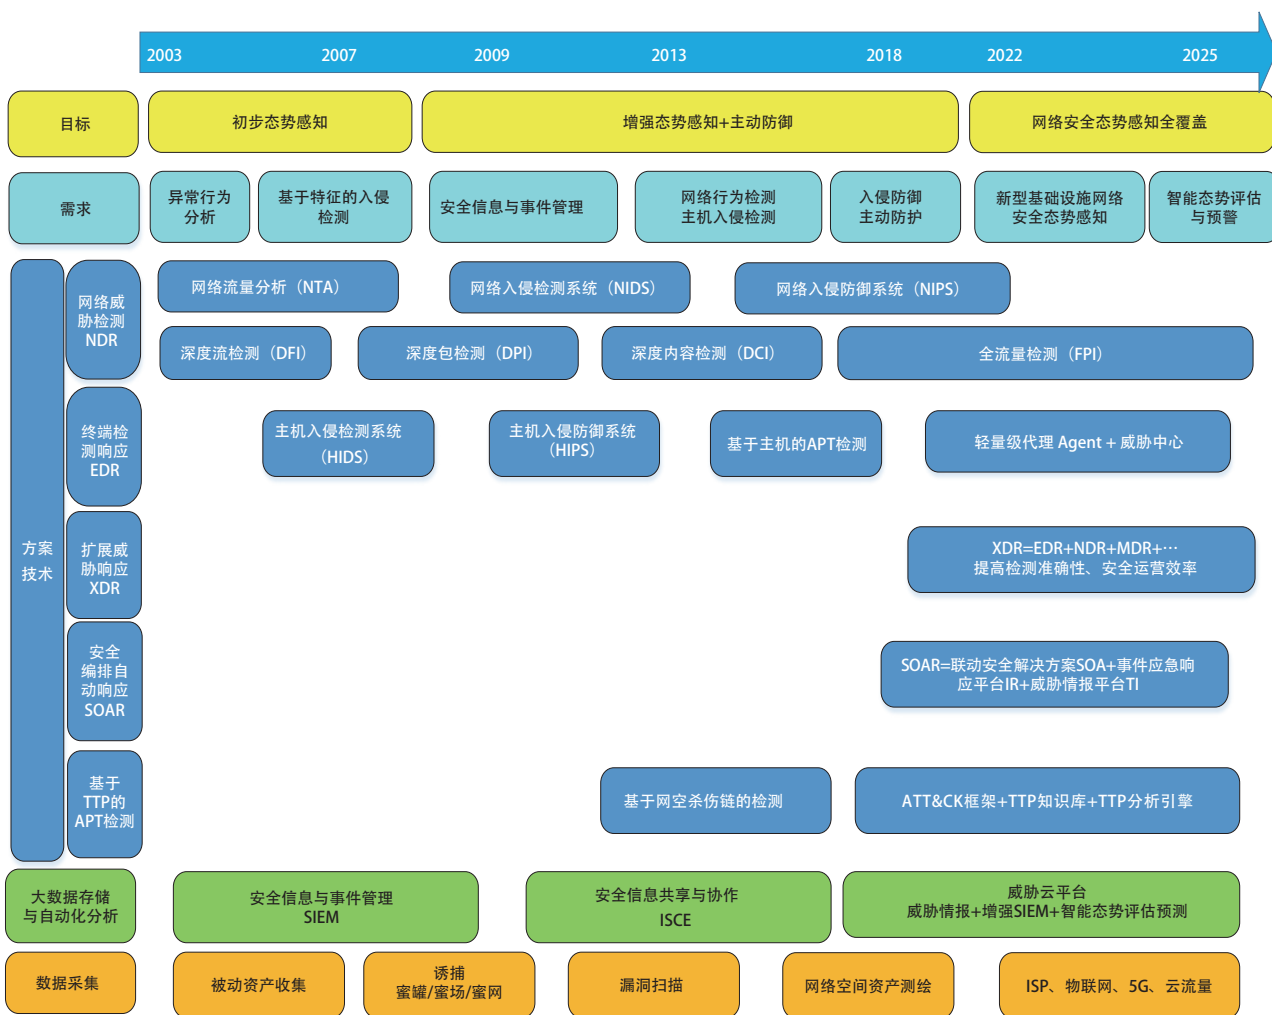 2003 2007 2009 2013 2018 2022 2025
目标
初步态势感知
增强态势感知+主动防御
网络安全态势感知全覆盖
需求
异常行为
分析
基于特征的入侵
检测
安全信息与事件管理
网络行为检测
主机入侵检测
入侵防御
主动防护
新型基础设施网络
安全态势感知
智能态势评估
与预警
方案
技术
网络威
胁检测
NDR
网络流量分析（NTA）
网络入侵检测系统（NIDS）
网络入侵防御系统（NIPS）
深度流检测（DFI）
深度包检测（DPI）
深度内容检测（DCI）
全流量检测（FPI）
终端检
测响应
EDR
主机入侵检测系统
（HIDS）
主机入侵防御系统
（HIPS）
基于主机的APT检测
轻量级代理 Agent + 威胁中心
扩展威
胁响应
XDR
XDR=EDR+NDR+MDR+…
提高检测准确性、安全运营效率
安全
编排自
动响应
SOAR
SOAR=联动安全解决方案SOA+事件应急响
应平台IR+威胁情报平台TI
基于
TTP的
APT检测
基于网空杀伤链的检测
ATT&CK框架+TTP知识库+TTP分析引擎
大数据存储
与自动化分析
安全信息与事件管理
SIEM
安全信息共享与协作
ISCE
威胁云平台
威胁情报+增强SIEM+智能态势评估预测
数据采集
被动资产收集
诱捕
蜜罐/蜜场/蜜网
漏洞扫描
网络空间资产测绘
ISP、物联网、5G、云流量